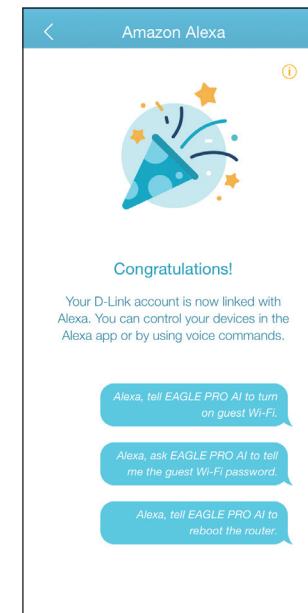 Amazon Alexa
Congratulations!
Your D-Link account is now linked with
Alexa. You can control your devices in the
Alexa app or by using voice commands.
Alexa, tell EAGLE PRO AI to turn
on guest Wi-Fi.
Alexa, ask EAGLE PRO AI to tell
me the guest Wi-Fi password.
Alexa, tell EAGLE PRO AI to
reboot the router.